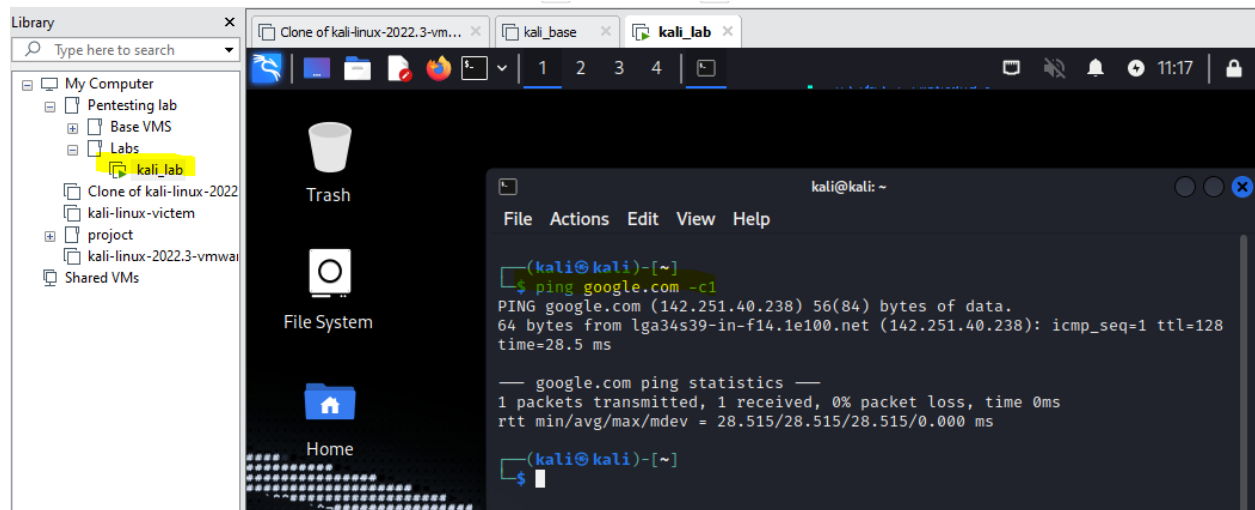 Library
Type here to search
My Computer
Pentesting lab
Base VMS
Labs
kali_lab
Clone of kali-linux-2022
kali-linux-victem
projoct
kali-linux-2022.3-vmwar
Shared VMs
Clone of kali-linux-2022.3-vm...
kali_base
kali_lab
1 2 3 4
11:17
Trash
File System
Home
kali@kali: ~
File Actions Edit View Help
(kali㉿kali)-[~]
$ ping google.com -c1
PING google.com (142.251.40.238) 56(84) bytes of data.
64 bytes from lga34s39-in-f14.1e100.net (142.251.40.238): icmp_seq=1 ttl=128
time=28.5 ms
— google.com ping statistics —
1 packets transmitted, 1 received, 0% packet loss, time 0ms
rtt min/avg/max/mdev = 28.515/28.515/28.515/0.000 ms
(kali㉿kali)-[~]
$